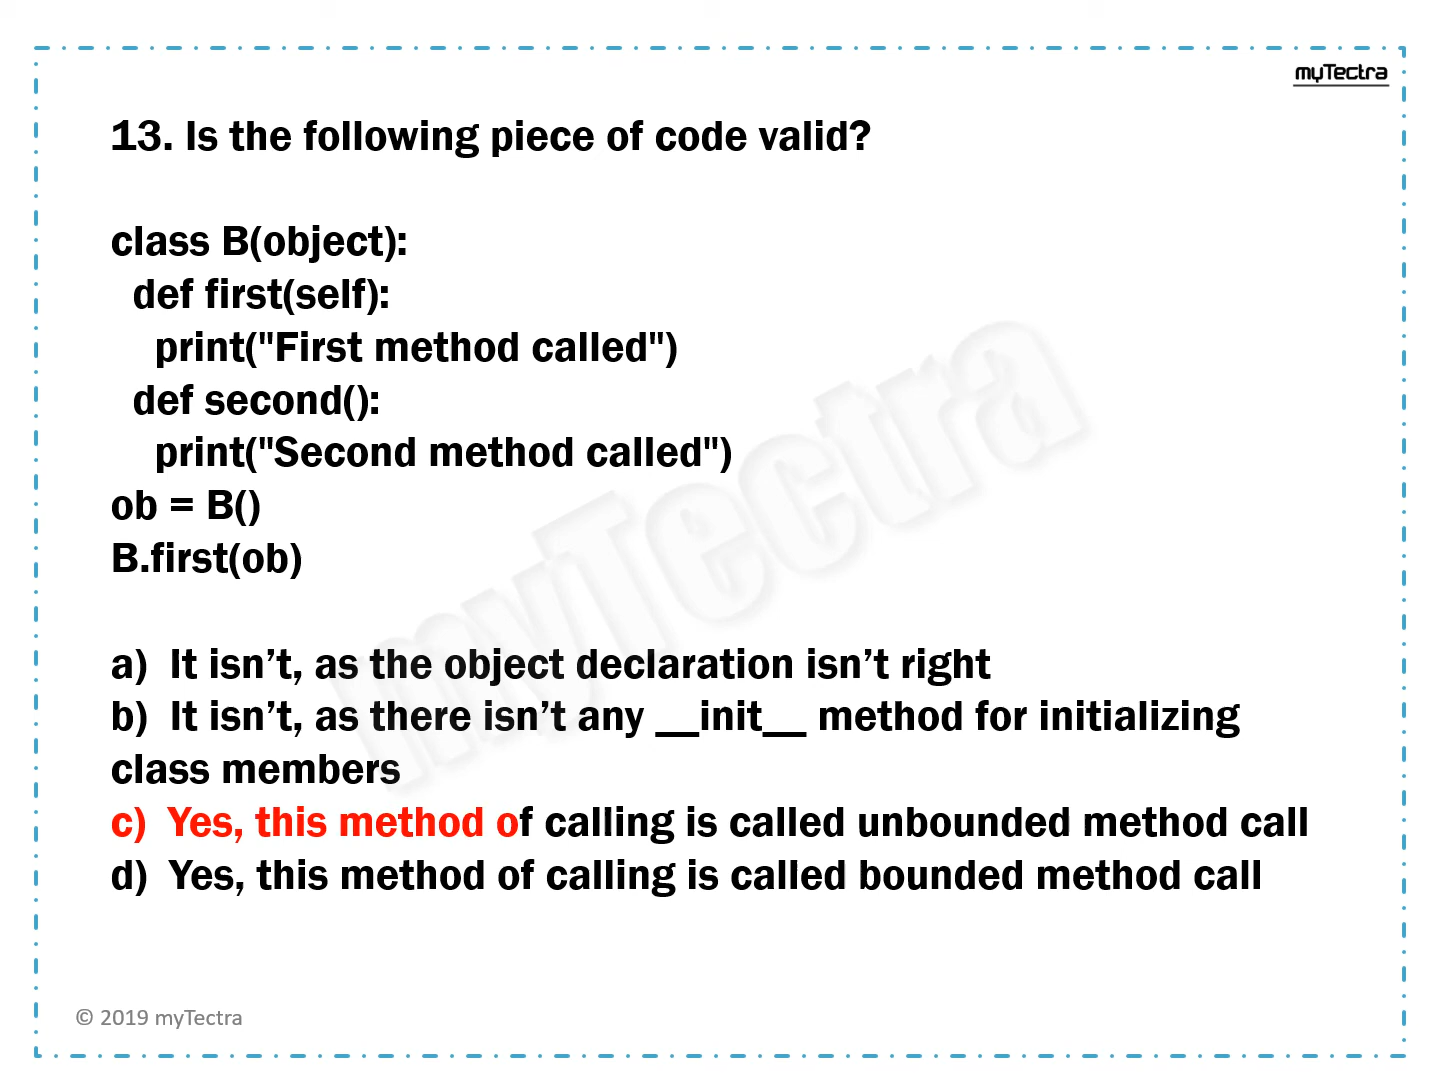 myTectra
13. Is the following piece of code valid?
class B(object):
def first(self):
print("First method called")
def second():
print("Second method called")
ob = B()
B.first(ob)
myTectra
a) It isn’t, as the object declaration isn’t right
b) It isn’t, as there isn’t any __init__ method for initializing
class members
c) Yes, this method of calling is called unbounded method call
d) Yes, this method of calling is called bounded method call
© 2019 myTectra